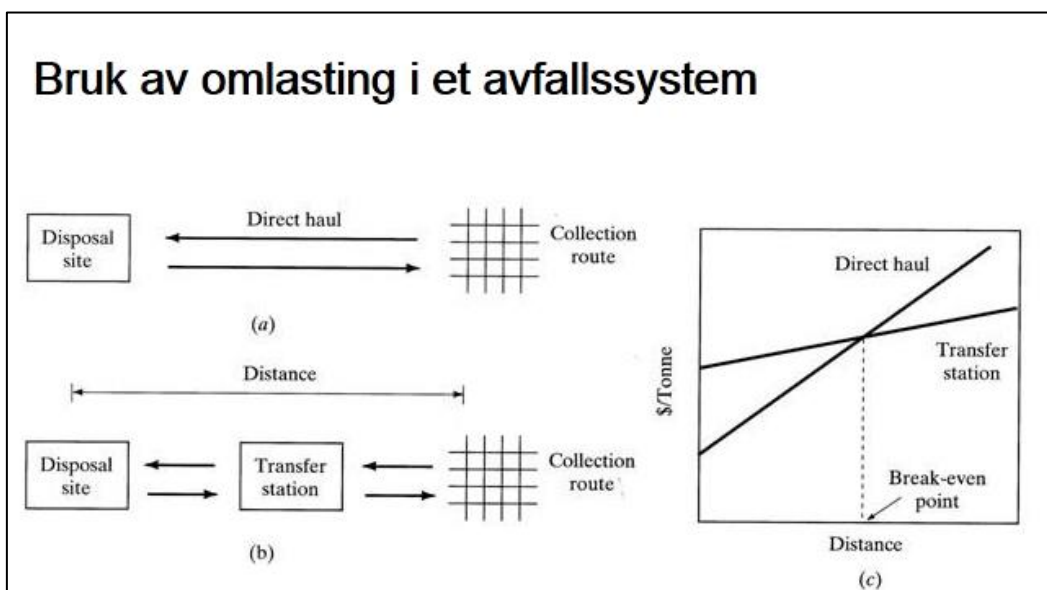 Bruk av omlasting i et avfallssystem
Disposal
site
Direct haul
Collection
route
(a)
Distance
Disposal
site
Transfer
station
Collection
route
(b)
$/Tonne
Direct haul
Transfer
station
Break-even
point
Distance
(c)